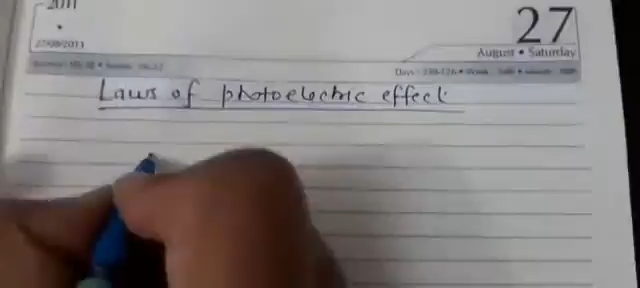 2011
27
27/08/2011
August • Saturday
Laws of photoelectric effect